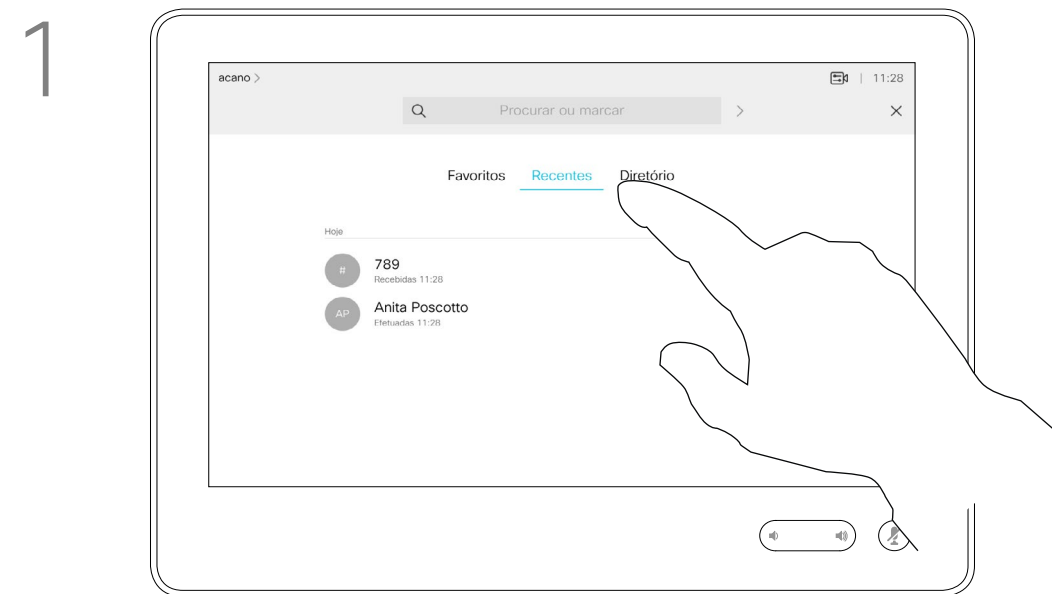 1
acano >
11:28
Procurar ou marcar
Favoritos Recentes Diretório
Hoje
# 789
Recebidas 11:28
AP Anita Poscotto
Efetuadas 11:28